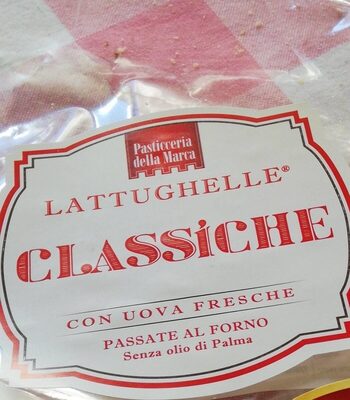 Pasticceria
della Marca
LATTUGHELLE®
CLASSiCHE
CON UOVA FRESCHE
PASSATE AL FORNO
Senza olio di Palma